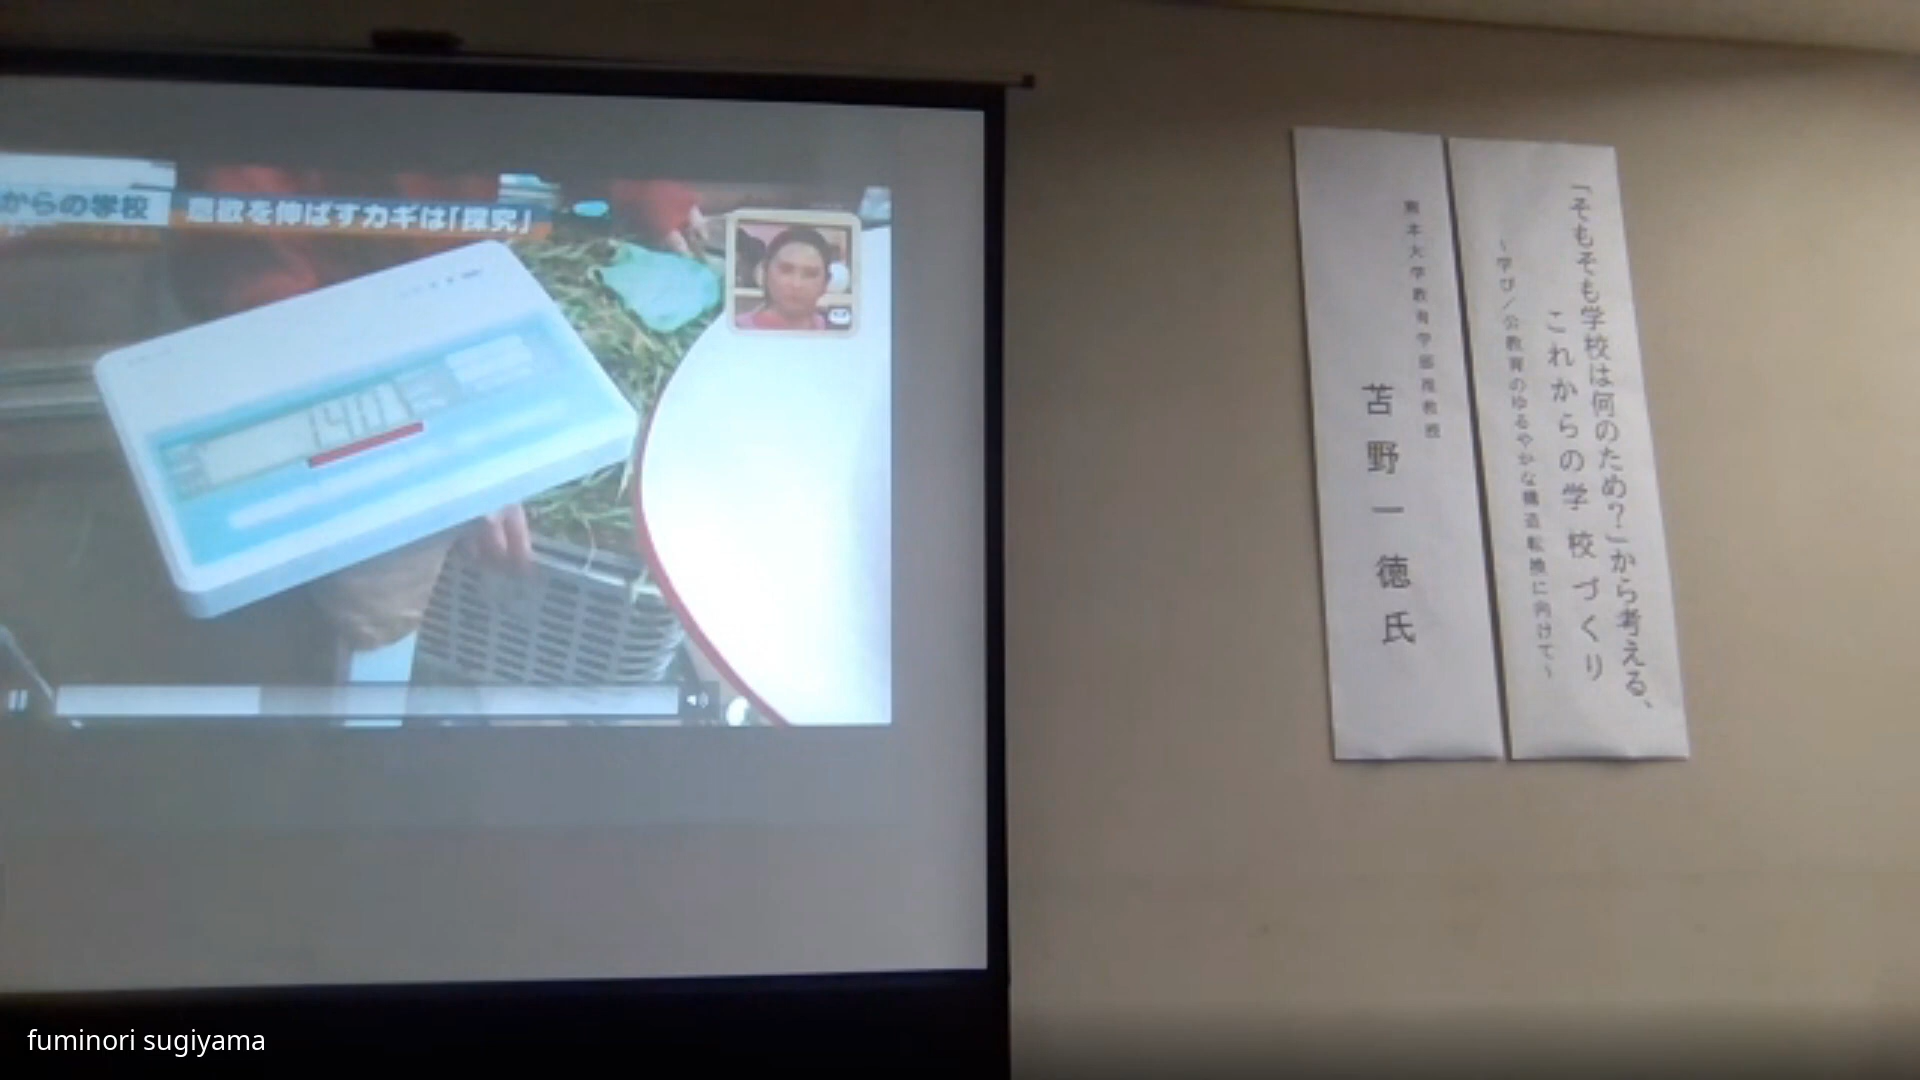 からの学校
意欲を伸ばすカギは「探究」
「そもそも学校は何のため？」から考える、
これからの学校づくり
～学び／公教育のゆるやかな構造転換に向けて～
熊本大学教育学部准教授
苫野一徳氏
fuminori sugiyama